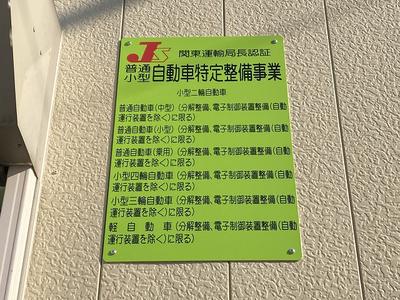 JS 関東運輸局長認証
普通
小型 自動車特定整備事業
小型二輪自動車
普通自動車(中型)(分解整備、電子制御装置整備(自動
運行装置を除く)に限る)
普通自動車(小型)(分解整備、電子制御装置整備(自動
運行装置を除く)に限る)
普通自動車(乗用)(分解整備、電子制御装置整備(自動
運行装置を除く)に限る)
小型四輪自動車(分解整備、電子制御装置整備(自動
運行装置を除く)に限る)
小型三輪自動車(分解整備、電子制御装置整備(自動
運行装置を除く)に限る)
軽自動車(分解整備、電子制御装置整備(自動
運行装置を除く)に限る)